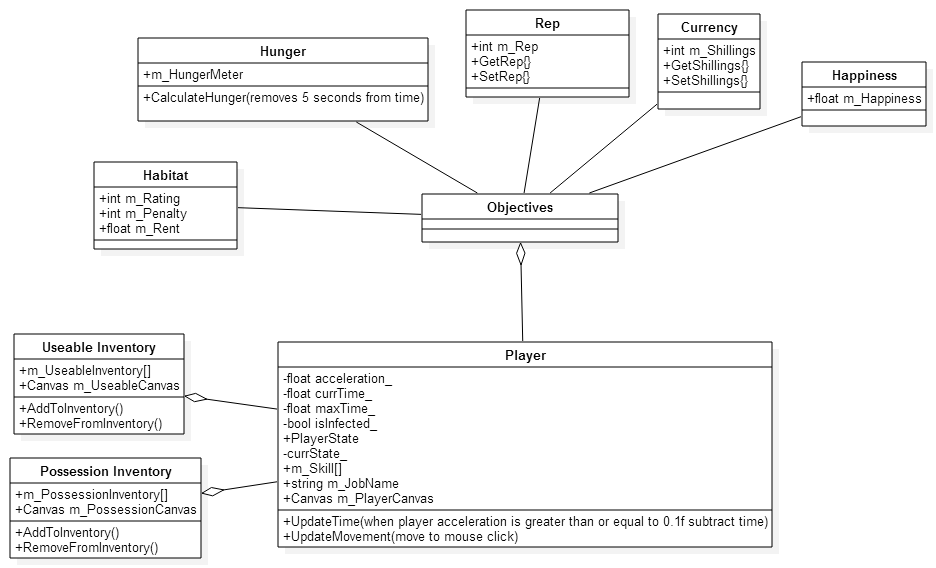 Rep
+int m_Rep
+GetRep{}
+SetRep{}
Currency
+int m_Shillings
+GetShillings{}
+SetShillings{}
Hunger
+m_HungerMeter
+CalculateHunger(removes 5 seconds from time)
Happiness
+float m_Happiness
Habitat
+int m_Rating
+int m_Penalty
+float m_Rent
Objectives
Useable Inventory
+m_UseableInventory[]
+Canvas m_UseableCanvas
+AddToInventory()
+RemoveFromInventory()
Player
-float acceleration_
-float currTime_
-float maxTime_
-bool isInfected_
+PlayerState
-currState_
+m_Skill[]
+string m_JobName
+Canvas m_PlayerCanvas
+UpdateTime(when player acceleration is greater than or equal to 0.1f subtract time)
+UpdateMovement(move to mouse click)
Possession Inventory
+m_PossessionInventory[]
+Canvas m_PossessionCanvas
+AddToInventory()
+RemoveFromInventory()